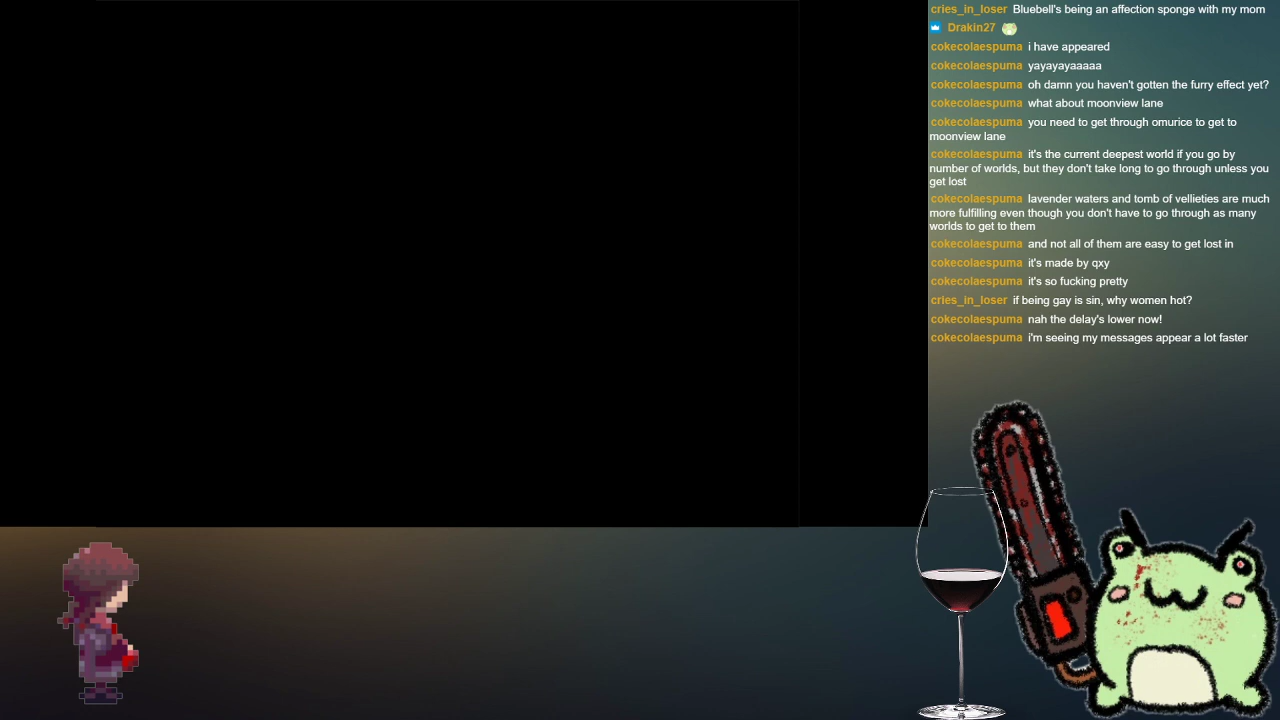 cries_in_loser Bluebell's being an affection sponge with my mom
Drakin27
cokecolaespuma i have appeared
cokecolaespuma yayayayaaaaa
cokecolaespuma oh damn you haven't gotten the furry effect yet?
cokecolaespuma what about moonview lane
cokecolaespuma you need to get through omurice to get to
moonview lane
cokecolaespuma it's the current deepest world if you go by
number of worlds, but they don't take long to go through unless you
get lost
cokecolaespuma lavender waters and tomb of vellieties are much
more fulfilling even though you don't have to go through as many
worlds to get to them
cokecolaespuma and not all of them are easy to get lost in
cokecolaespuma it's made by qxy
cokecolaespuma it's so fucking pretty
cries_in_loser if being gay is sin, why women hot?
cokecolaespuma nah the delay's lower now!
cokecolaespuma i'm seeing my messages appear a lot faster